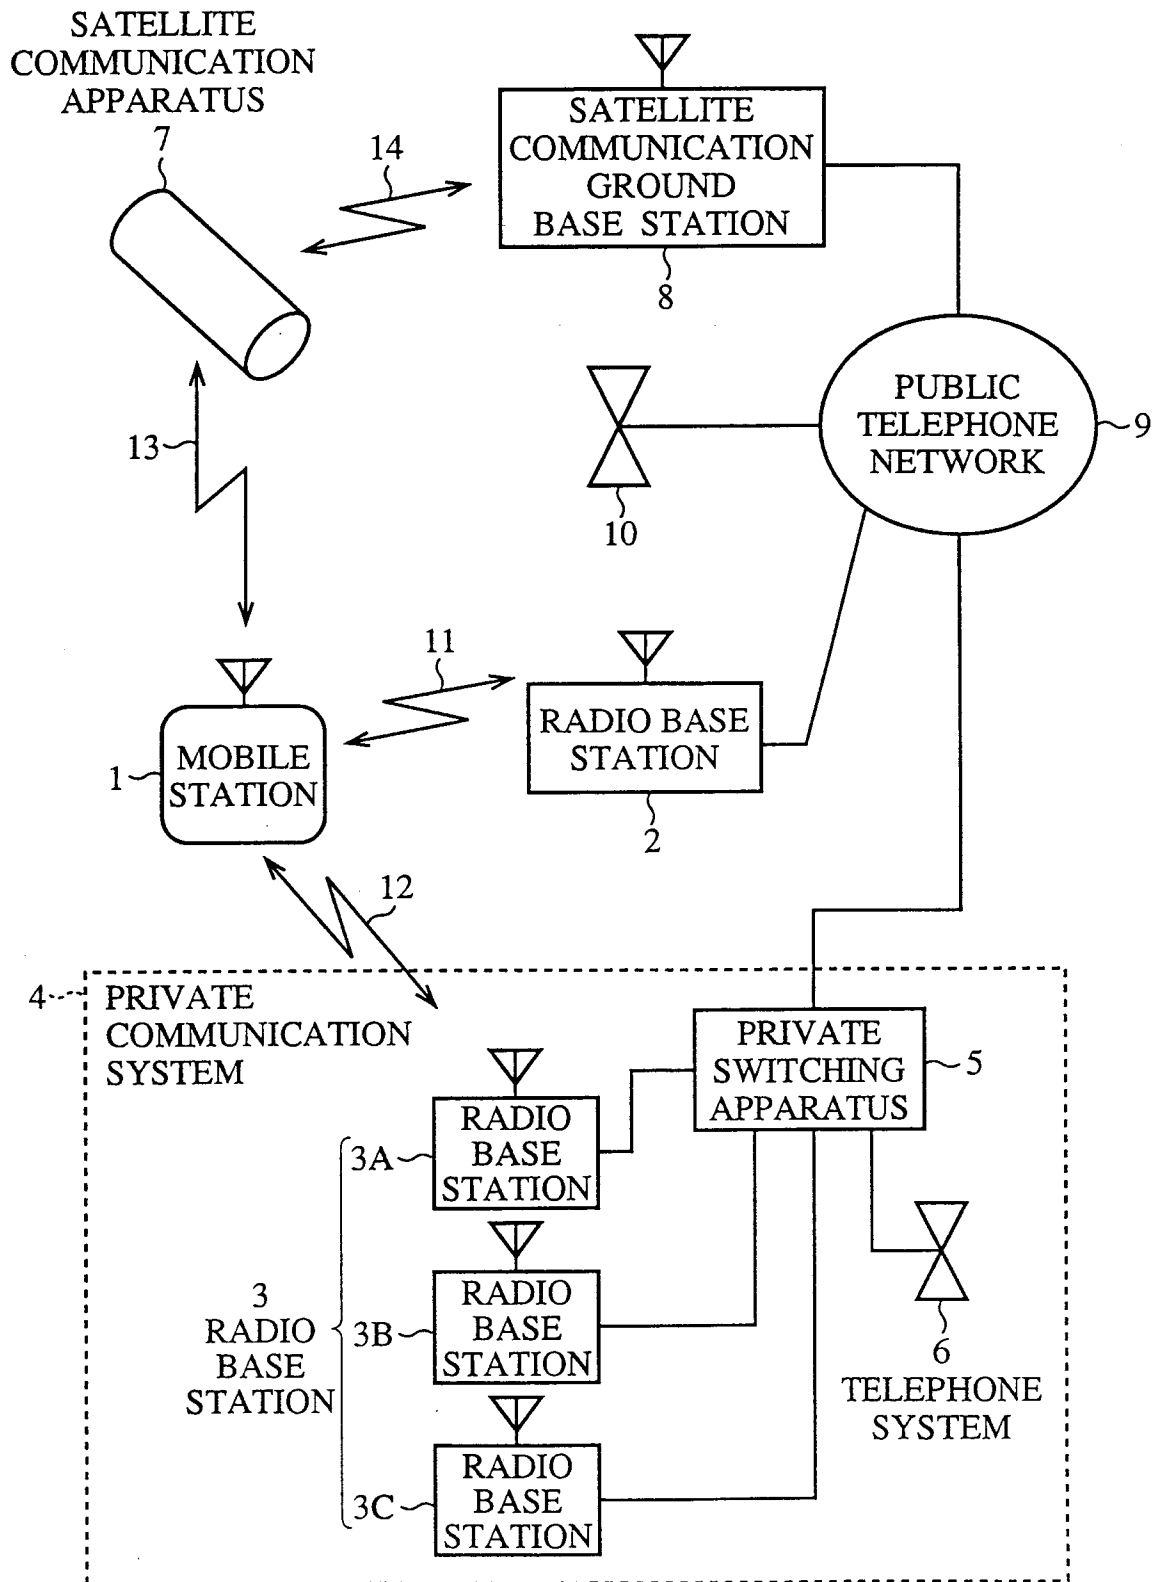 SATELLITE
COMMUNICATION
APPARATUS
7
14
SATELLITE
COMMUNICATION
GROUND
BASE STATION
8
13
PUBLIC
TELEPHONE
NETWORK
9
10
11
RADIO BASE
STATION
2
1
MOBILE
STATION
12
4
PRIVATE
COMMUNICATION
SYSTEM
PRIVATE
SWITCHING
APPARATUS
5
3A
RADIO
BASE
STATION
3
RADIO
BASE
STATION
3B
RADIO
BASE
STATION
6
TELEPHONE
SYSTEM
3C
RADIO
BASE
STATION